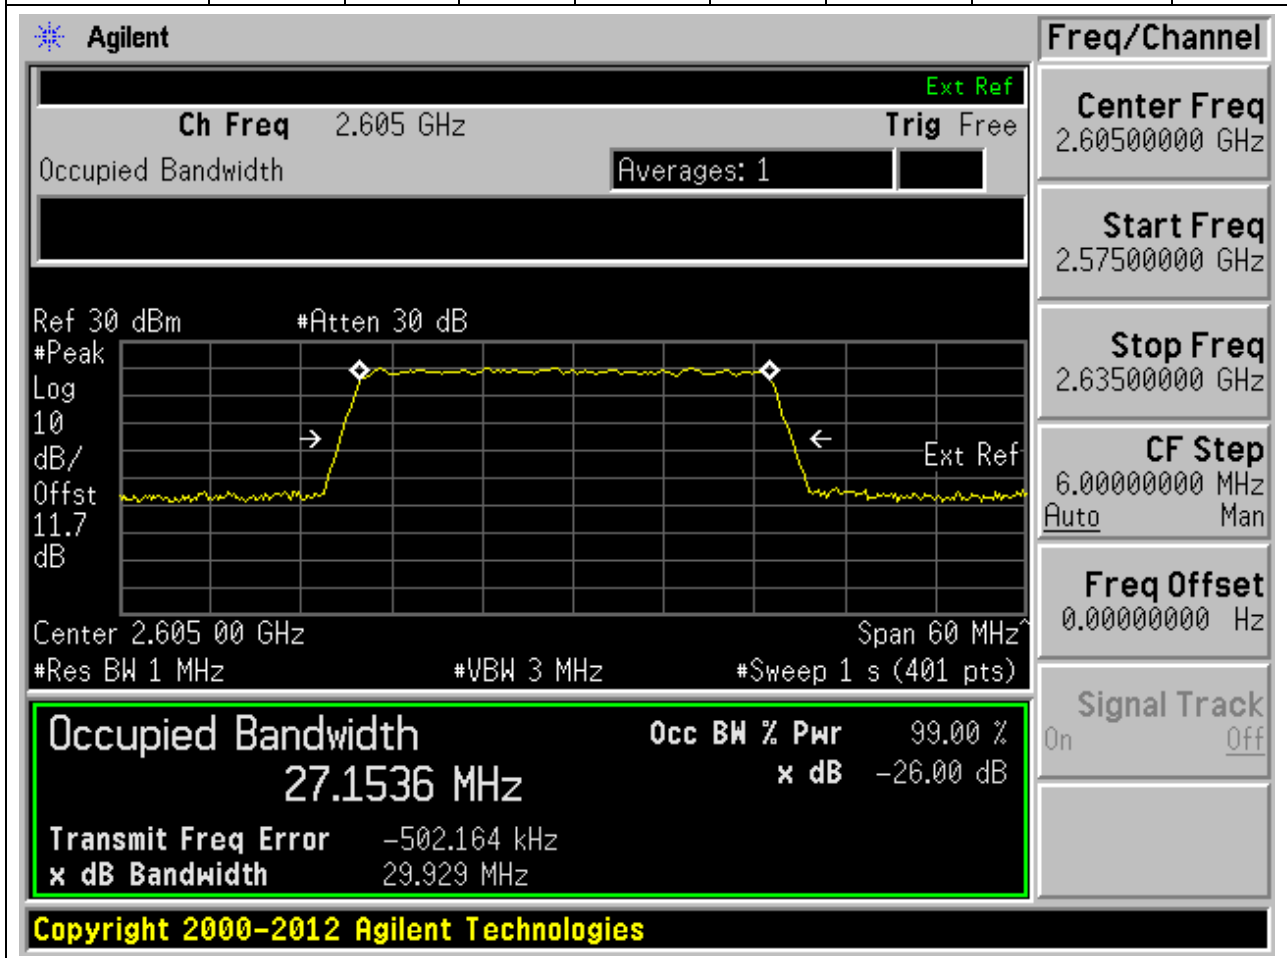 Agilent
Freq/Channel
Ext Ref
Ch Freq 2.605 GHz Trig Free
Occupied Bandwidth Averages: 1
Center Freq
2.60500000 GHz
Start Freq
2.57500000 GHz
Stop Freq
2.63500000 GHz
CF Step
6.00000000 MHz
Auto Man
Freq Offset
0.00000000 Hz
Signal Track
On Off
Ref 30 dBm #Atten 30 dB
#Peak
Log
10
dB/
Offst
11.7
dB
Ext Ref
Center 2.605 00 GHz Span 60 MHz^
#Res BW 1 MHz #VBW 3 MHz #Sweep 1 s (401 pts)
Occupied Bandwidth
27.1536 MHz
Occ BW % Pwr 99.00 %
x dB -26.00 dB
Transmit Freq Error -502.164 kHz
x dB Bandwidth 29.929 MHz
Copyright 2000-2012 Agilent Technologies